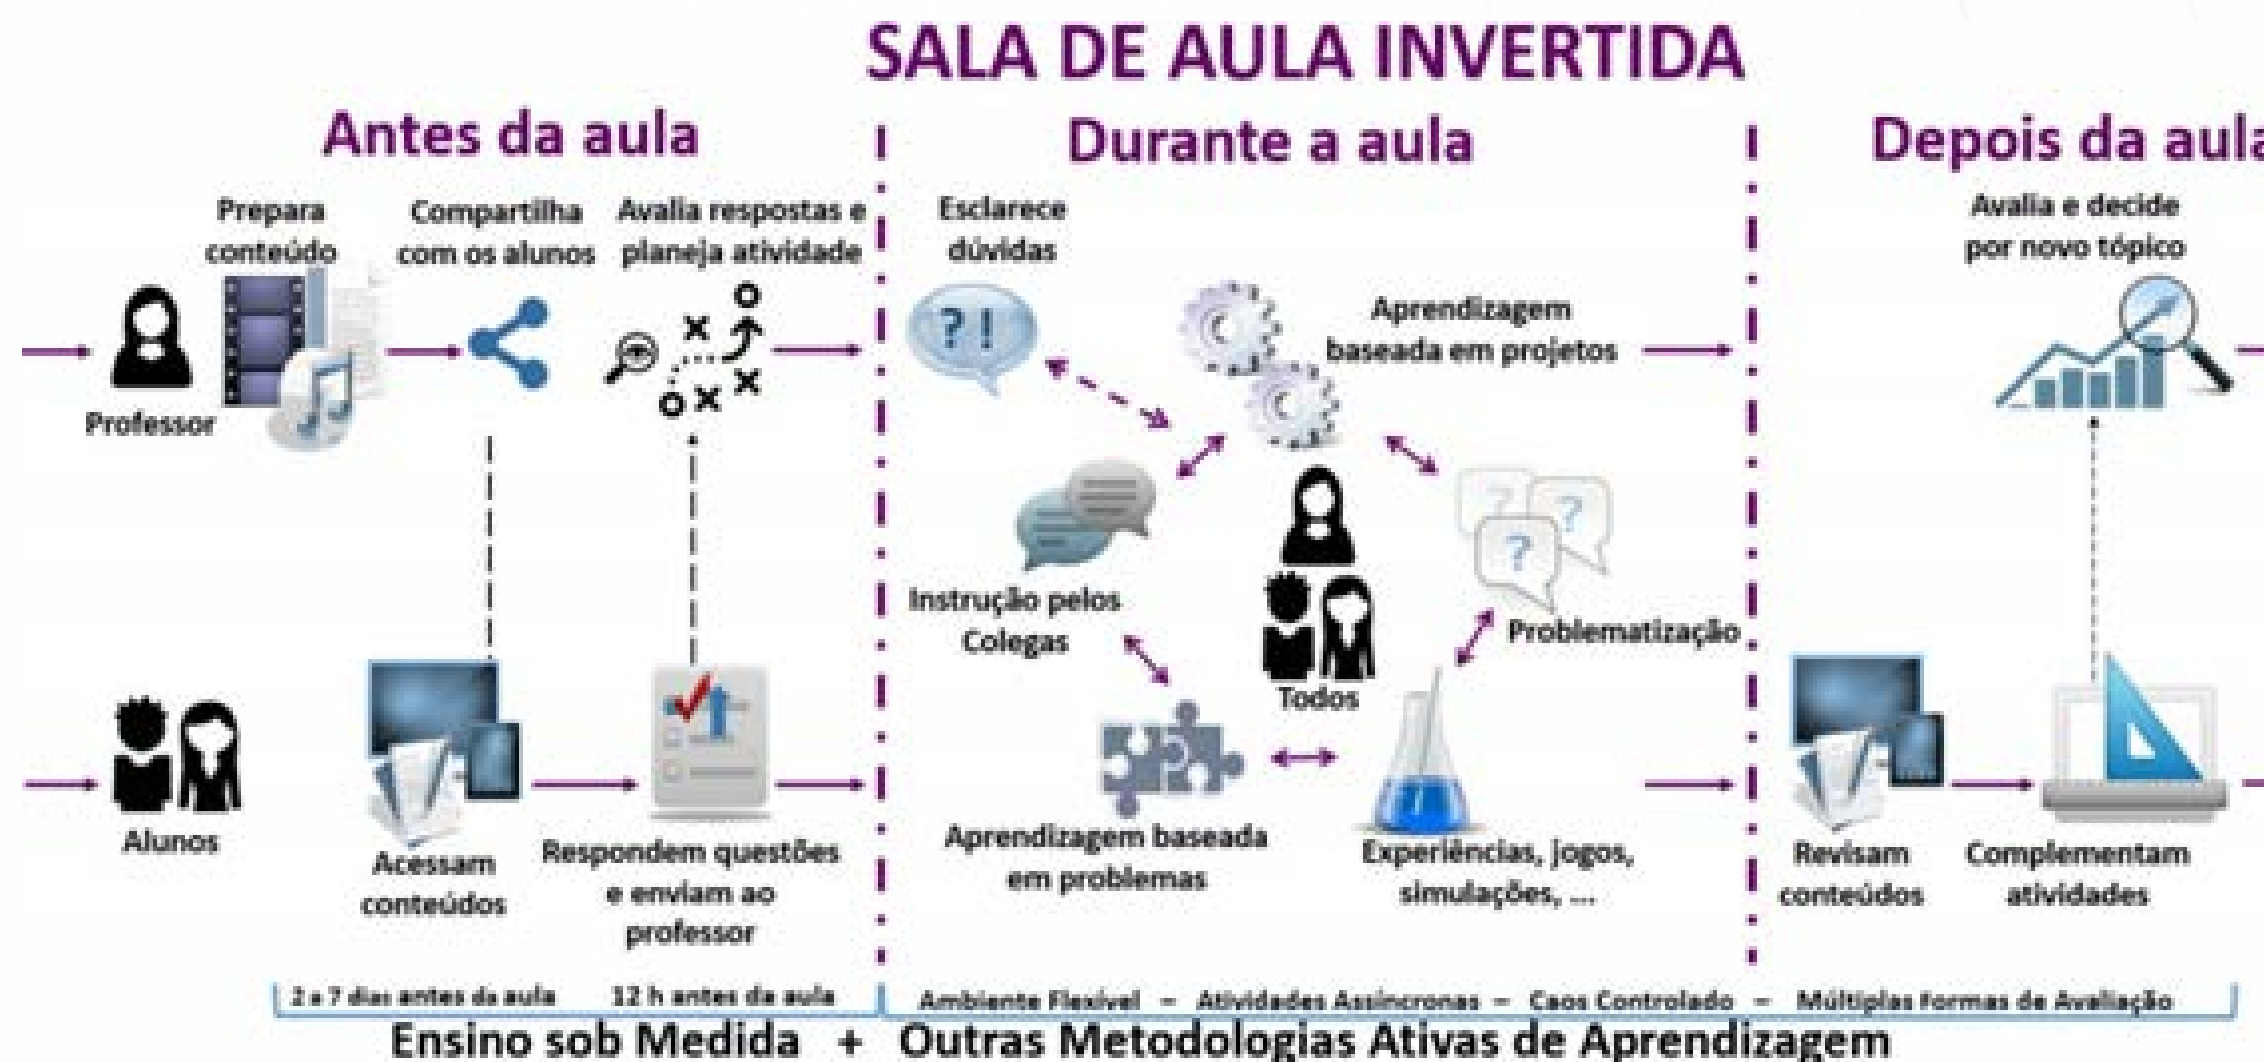 SALA DE AULA INVERTIDA
Antes da aula
Prepara
conteúdo
Compartilha
com os alunos
Avalia respostas e
planeja atividade
Professor
Alunos
Acessam
conteúdos
Respondem questões
e enviam ao
professor
2 a 7 dias antes da aula
12 h antes da aula
Durante a aula
Esclarece
dúvidas
?!
Aprendizagem
baseada em projetos
Instrução pelos
Colegas
?
?
?
Problematização
Todos
Aprendizagem baseada
em problemas
Experiências, jogos,
simulações, ...
Depois da aula
Avalia e decide
por novo tópico
Revisam
conteúdos
Complementam
atividades
Ambiente Flexível – Atividades Assíncronas – Caos Controlado – Múltiplas Formas de Avaliação
Ensino sob Medida + Outras Metodologias Ativas de Aprendizagem